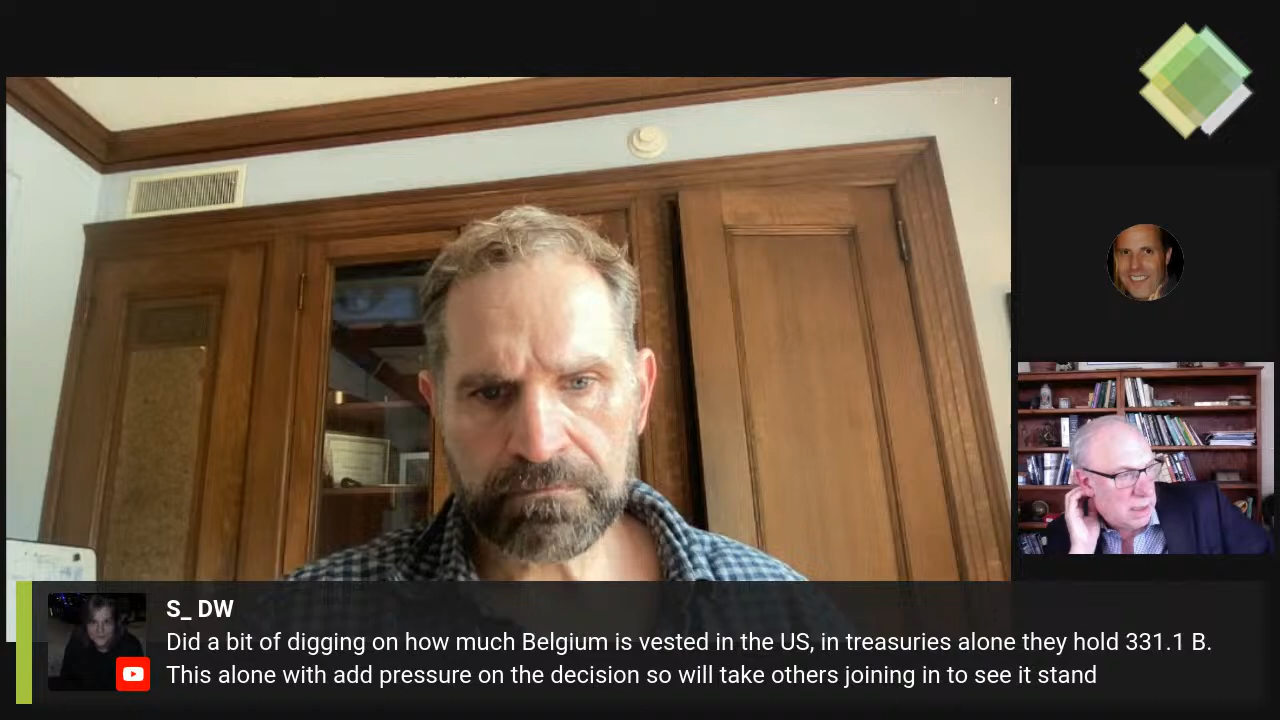 S_ DW
Did a bit of digging on how much Belgium is vested in the US, in treasuries alone they hold 331.1 B.
This alone with add pressure on the decision so will take others joining in to see it stand